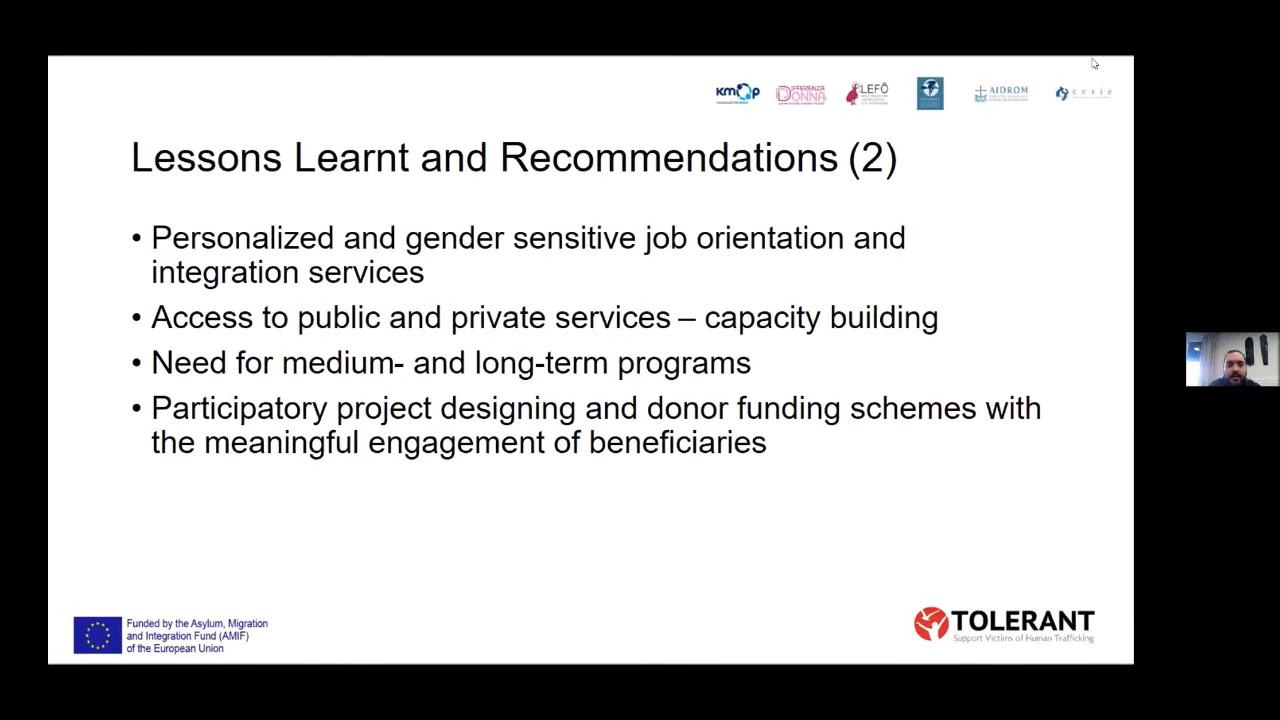 kmop
DIFFERENZA
DONNA
LEFÖ
AIDROM
cesie
Lessons Learnt and Recommendations (2)
• Personalized and gender sensitive job orientation and
integration services
• Access to public and private services – capacity building
• Need for medium- and long-term programs
• Participatory project designing and donor funding schemes with
the meaningful engagement of beneficiaries
Funded by the Asylum, Migration
and Integration Fund (AMIF)
of the European Union
TOLERANT
Support Victims of Human Trafficking